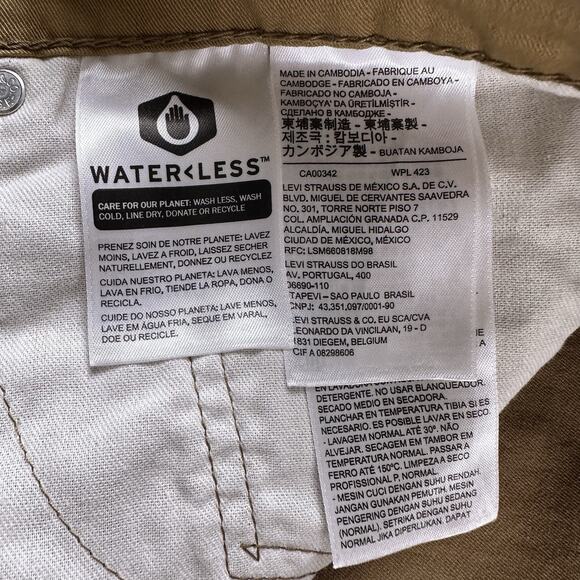 WATER<LESS™
CARE FOR OUR PLANET: WASH LESS, WASH
COLD, LINE DRY, DONATE OR RECYCLE
PRENEZ SOIN DE NOTRE PLANETE: LAVEZ
MOINS, LAVEZ A FROID, LAISSEZ SECHER
NATURELLEMENT, DONNEZ OU RECYCLEZ
CUIDA NUESTRO PLANETA: LAVA MENOS,
LAVA EN FRIO, TIENDE LA ROPA, DONA O
RECICLA.
CUIDE DO NOSSO PLANETA: LAVE MENOS,
LAVE EM ÁGUA FRIA, SEQUE EM VARAL,
DOE OU RECICLE
MADE IN CAMBODIA - FABRIQUE AU
CAMBODGE - FABRICADO EN CAMBOYA -
FABRICADO NO CAMBOJA -
KAMBOÇYA' DA ÜRETİLMİŞTİR -
СДЕЛАНО В КАМБОДЖЕ -
柬埔寨制造 - 柬埔寨製 -
제조국 : 캄보디아 -
カンボジア製 - BUATAN KAMBOJA
CA00342 WPL 423
LEVI STRAUSS DE MÉXICO S.A. DE C.V.
BLVD. MIGUEL DE CERVANTES SAAVEDRA
NO. 301, TORRE NORTE PISO 7
COL. AMPLIACIÓN GRANADA C.P. 11529
ALCALDÍA. MIGUEL HIDALGO
CIUDAD DE MÉXICO, MÉXICO
RFC: LSM660818M98
LEVI STRAUSS DO BRASIL
AV. PORTUGAL, 400
06690-110
ITAPEVI – SAO PAULO BRASIL
CNPJ: 43,351,097/0001-90
LEVI STRAUSS & CO. EU SCA/CVA
LEONARDO DA VINCILAAN, 19 - D
1831 DIEGEM, BELGIUM
CIF A 08298606
EN LAVADORA CON
DETERGENTE. NO USAR BLANQUEADOR.
SECADO MEDIO EN SECADORA.
PLANCHAR EN TEMPERATURA TIBIA SI ES
NECESARIO. ES POSIBLE LAVAR EN SECO.
- LAVAGEM NORMAL ATÉ 30º. NÃO
ALVEJAR. SECAGEM EM TAMBOR EM
TEMPERATURA NORMAL. PASSAR A
FERRO ATÉ 150ºC. LIMPEZA A SECO
PROFISSIONAL P, NORMAL
- MESIN CUCI DENGAN SUHU RENDAH.
JANGAN GUNAKAN PEMUTIH. MESIN
PENGERING DENGAN SUHU SEDANG
(NORMAL). SETRIKA DENGAN SUHU
NORMAL JIKA DIPERLUKAN. DAPAT